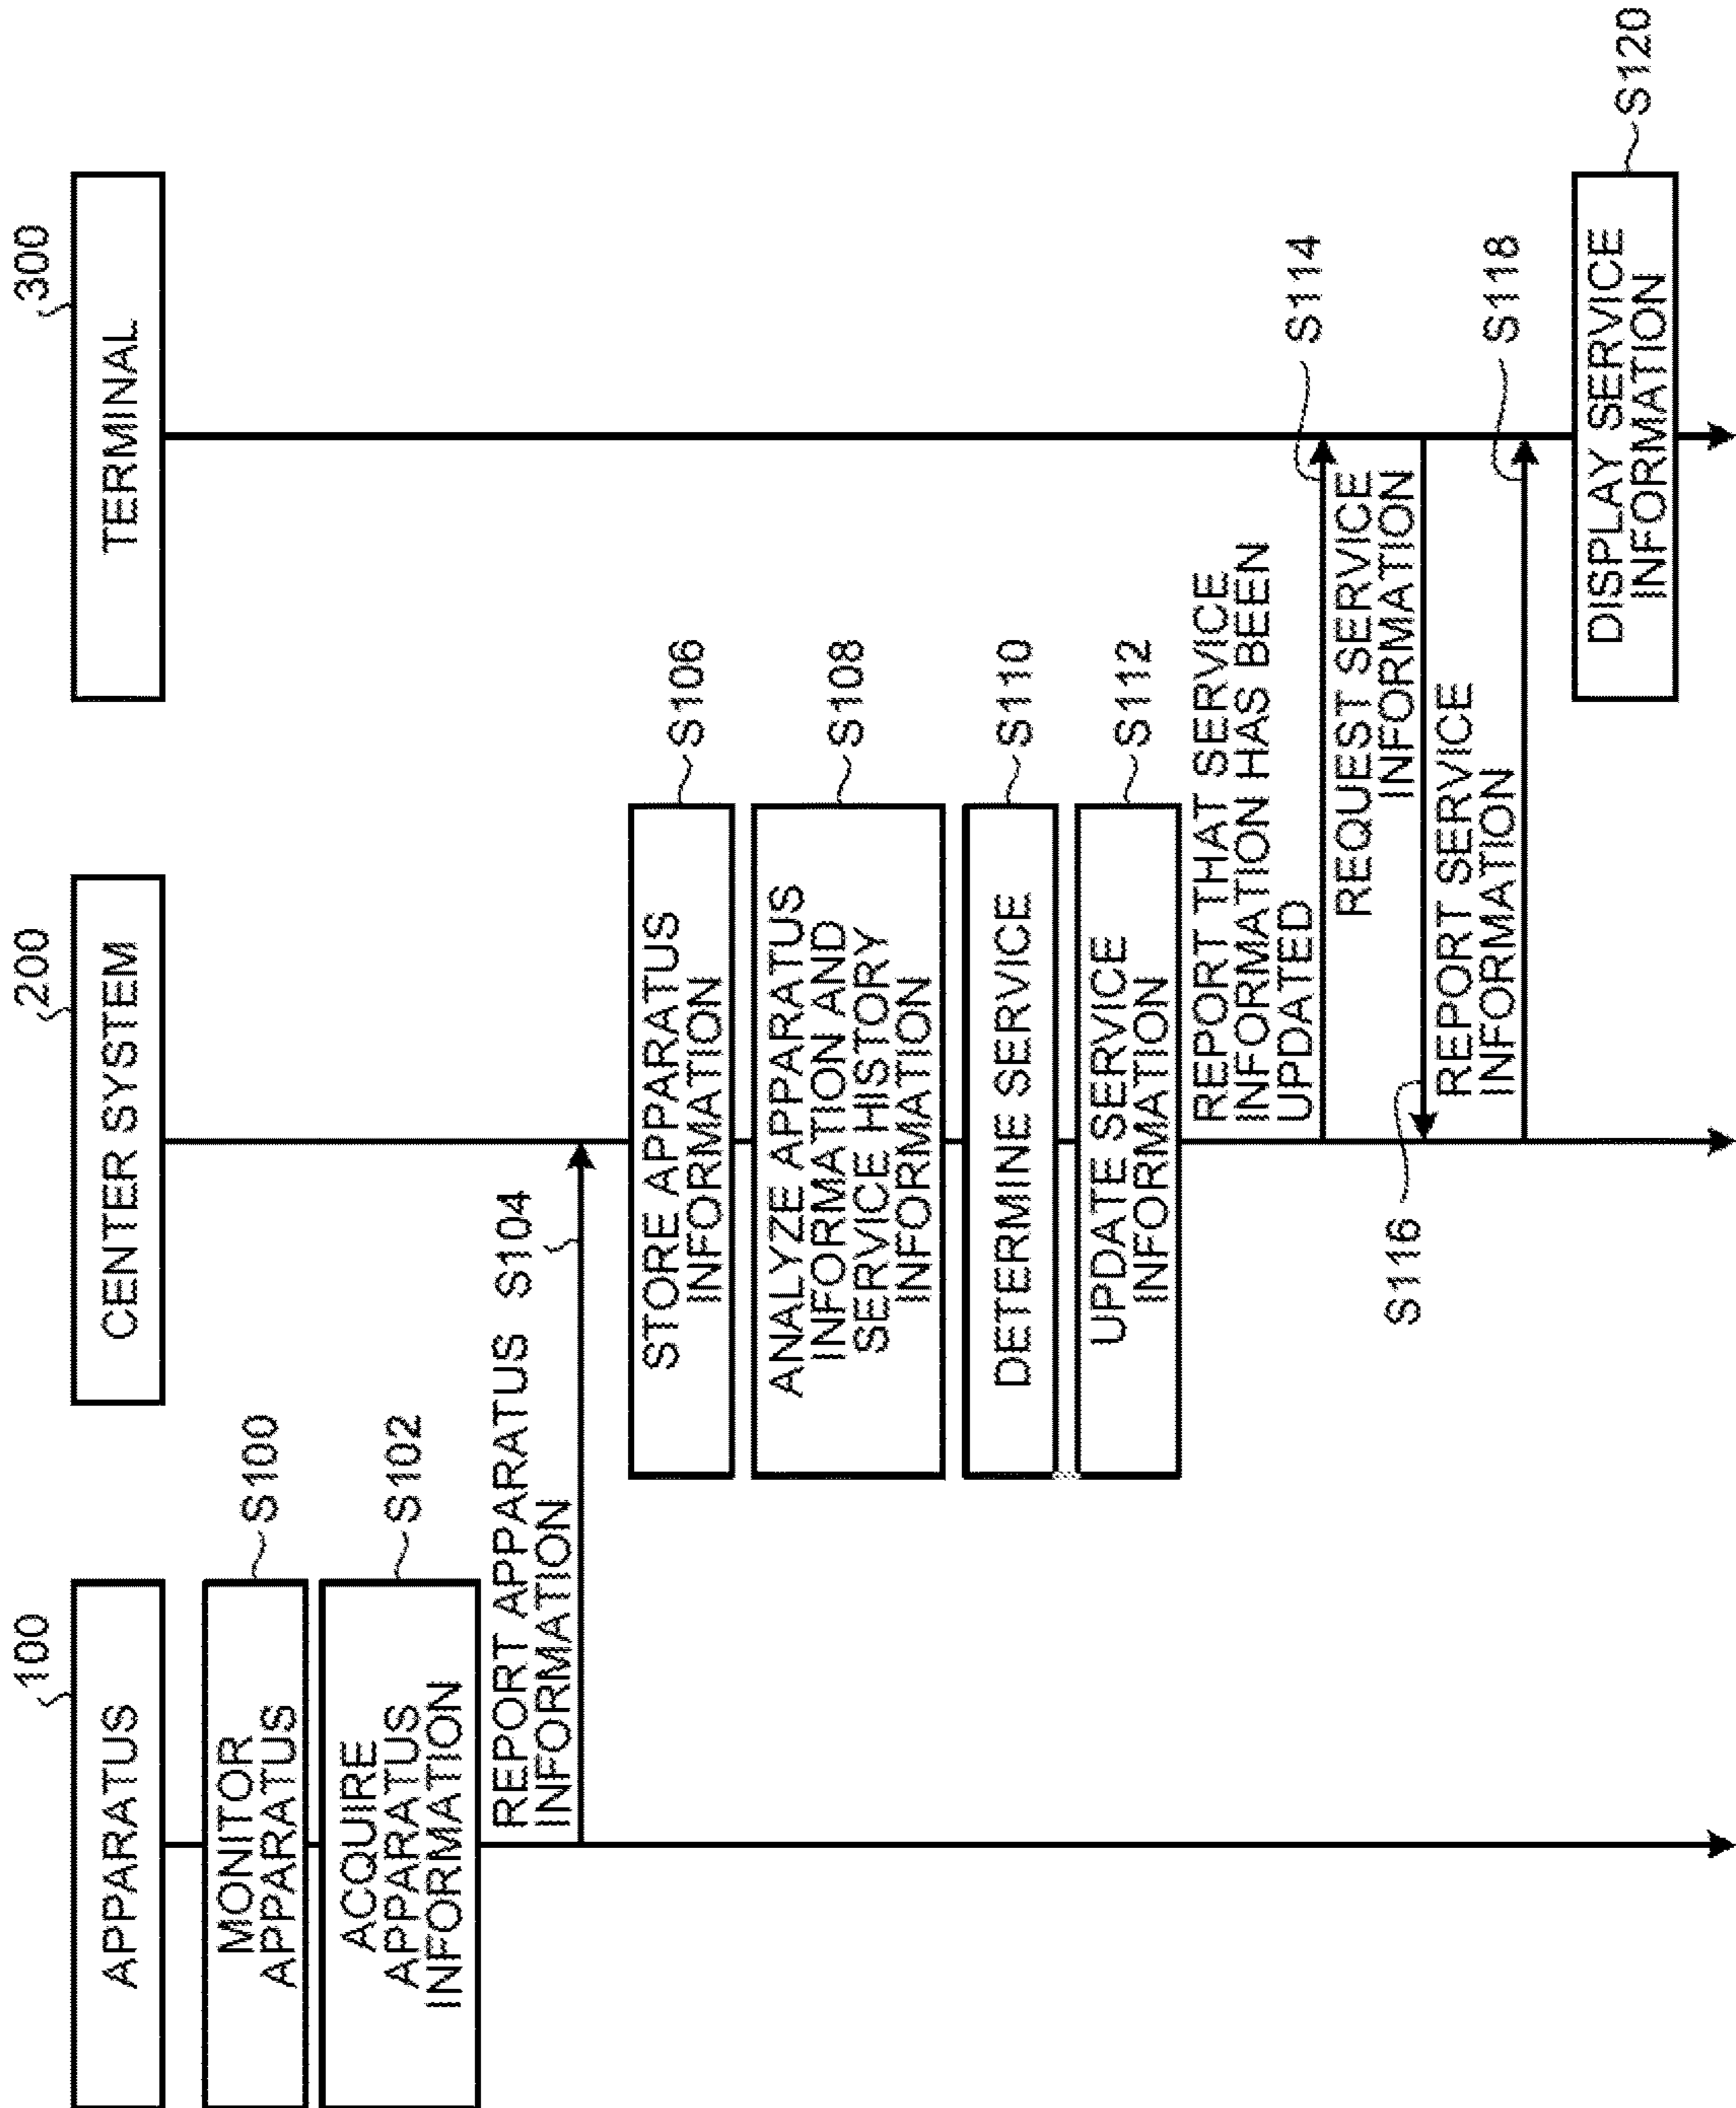 100
APPARATUS
200
CENTER SYSTEM
300
TERMINAL
MONITOR
APPARATUS
S100
ACQUIRE
APPARATUS
INFORMATION
S102
REPORT APPARATUS S104
INFORMATION
STORE APPARATUS
INFORMATION
S106
ANALYZE APPARATUS
INFORMATION AND
SERVICE HISTORY
INFORMATION
S108
DETERMINE SERVICE
S110
UPDATE SERVICE
INFORMATION
S112
REPORT THAT SERVICE
INFORMATION HAS BEEN
UPDATED
S114
REQUEST SERVICE
INFORMATION
S116
REPORT SERVICE
INFORMATION
S118
DISPLAY SERVICE
INFORMATION
S120